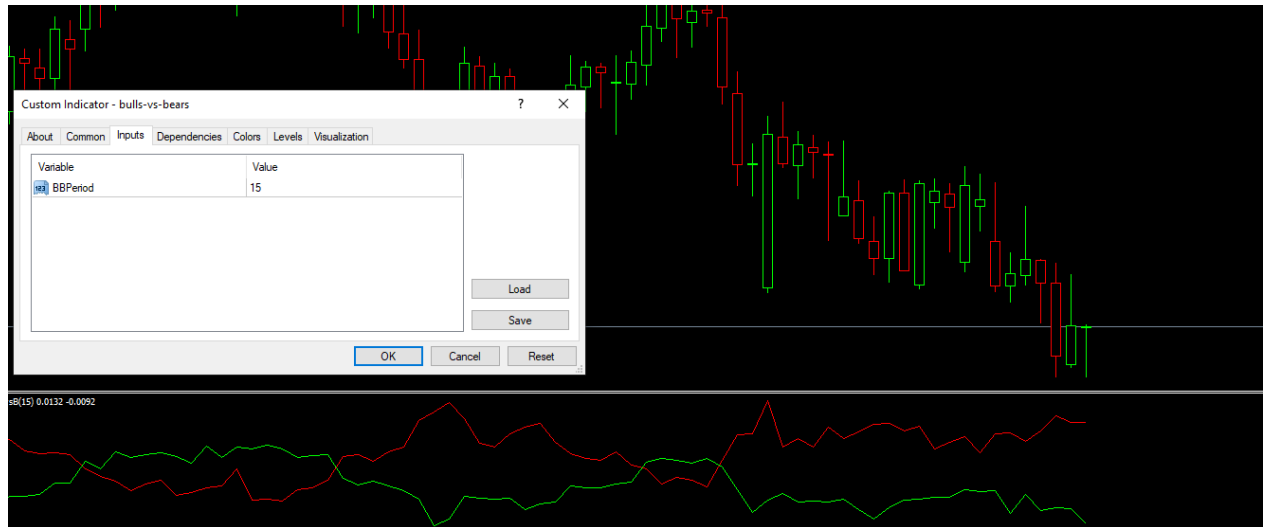 Custom Indicator - bulls-vs-bears
? ×
About Common Inputs Dependencies Colors Levels Visualization
Variable Value
123 BBPeriod 15
Load
Save
OK Cancel Reset
sB(15) 0.0132 -0.0092